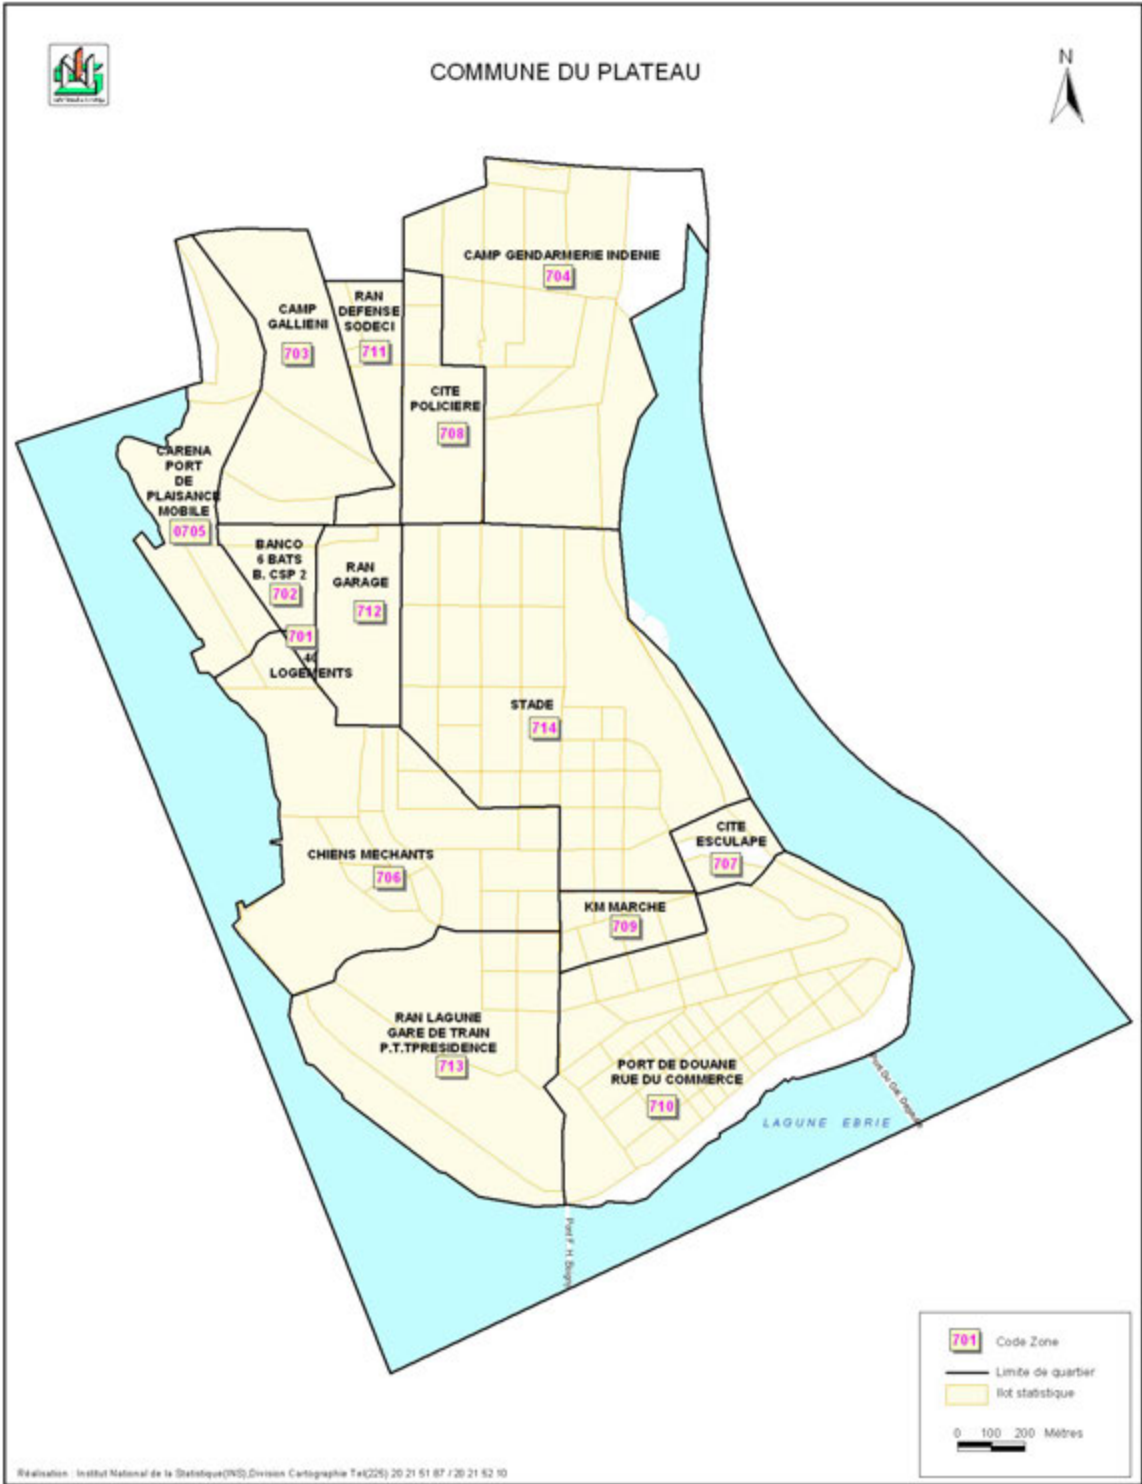 COMMUNE DU PLATEAU
N
CAMP GENDARMERIE INDENIE
704
CAMP
GALLIENI
703
RAN
DEFENSE
SODECI
711
CITE
POLICIERE
708
CARENA
PORT
DE
PLAISANCE
MOBILE
0705
BANCO
6 BATS
B. CSP 2
702
RAN
GARAGE
712
701
40
LOGEMENTS
STADE
714
CITE
ESCULAPE
707
CHIENS MECHANTS
706
KM MARCHE
709
RAN LAGUNE
GARE DE TRAIN
P.T.TPRESIDENCE
713
PORT DE DOUANE
RUE DU COMMERCE
710
LAGUNE EBRIE
Pont F. H. Boigny
701 Code Zone
Limite de quartier
Ilot statistique
0 100 200 Mètres
Réalisation : Institut National de la Statistique(INS),Division Cartographie Tel(225) 20 21 51 87 / 20 21 52 10